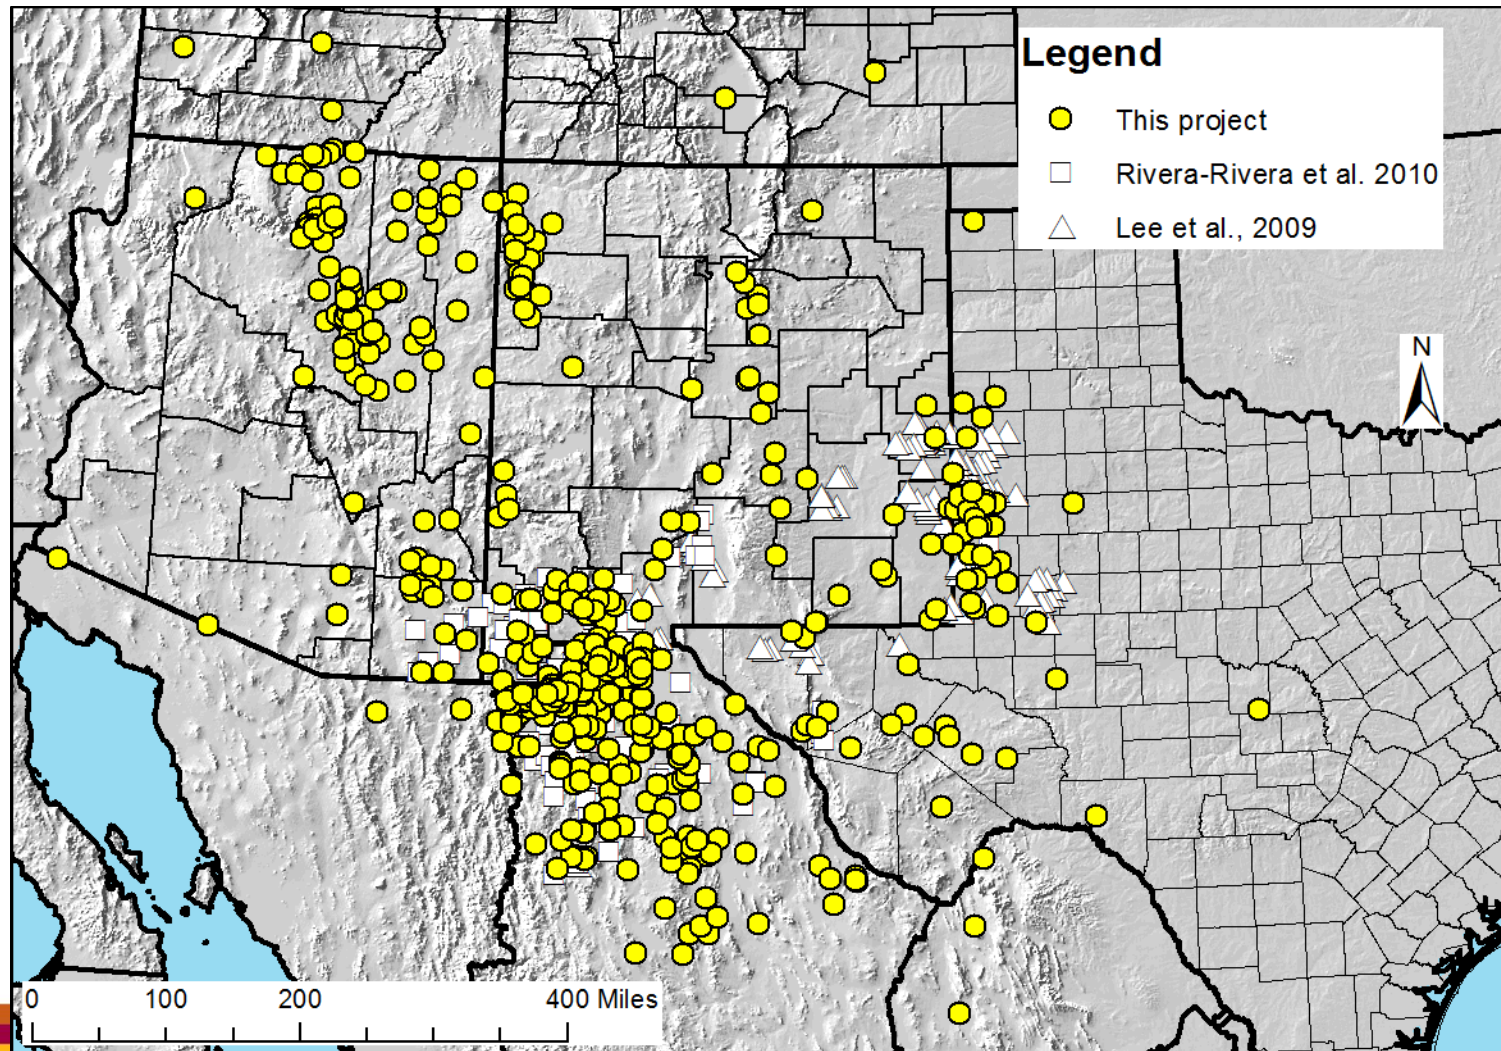 Legend
This project
Rivera-Rivera et al. 2010
Lee et al., 2009
N
0 100 200 400 Miles